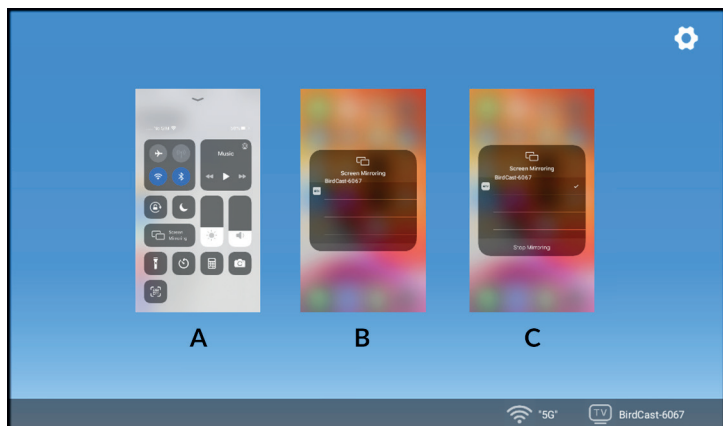 Music
Screen
Mirroring
Screen Mirroring
BirdCast-6067
Screen Mirroring
BirdCast-6067
Stop Mirroring
A
B
C
"5G"
TV
BirdCast-6067